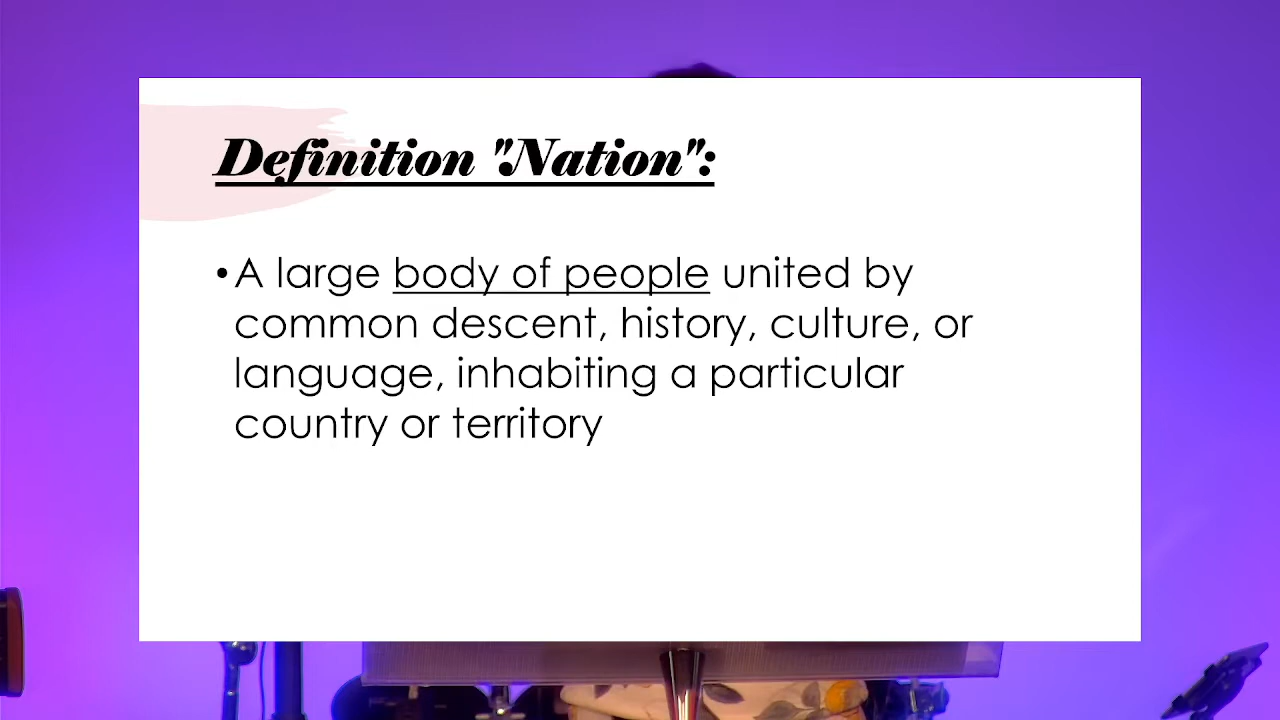 Definition "Nation":
• A large body of people united by
common descent, history, culture, or
language, inhabiting a particular
country or territory